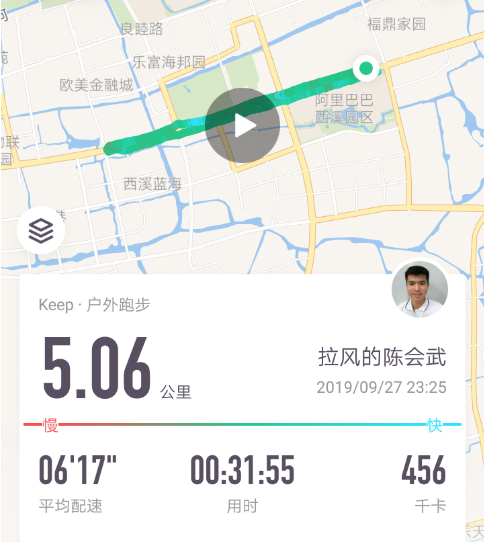 福鼎家园
良睦路
乐富海邦园
欧美金融城
阿里巴巴
西溪园区
物联
园
西溪蓝海
Keep · 户外跑步
5.06 公里
拉风的陈会武
2019/09/27 23:25
慢
快
06'17"
00:31:55
456
平均配速
用时
千卡